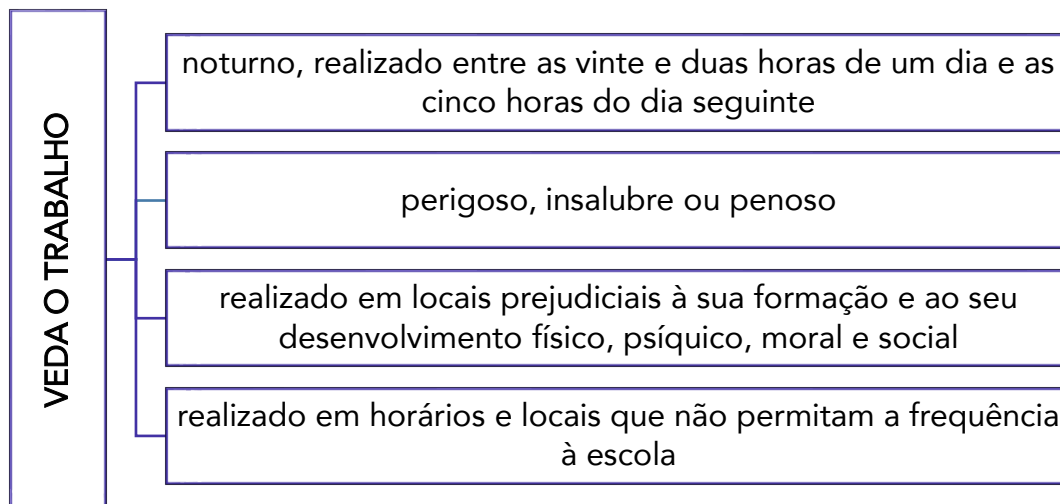 VEDA O TRABALHO
noturno, realizado entre as vinte e duas horas de um dia e as
cinco horas do dia seguinte
perigoso, insalubre ou penoso
realizado em locais prejudiciais à sua formação e ao seu
desenvolvimento físico, psíquico, moral e social
realizado em horários e locais que não permitam a frequência
à escola